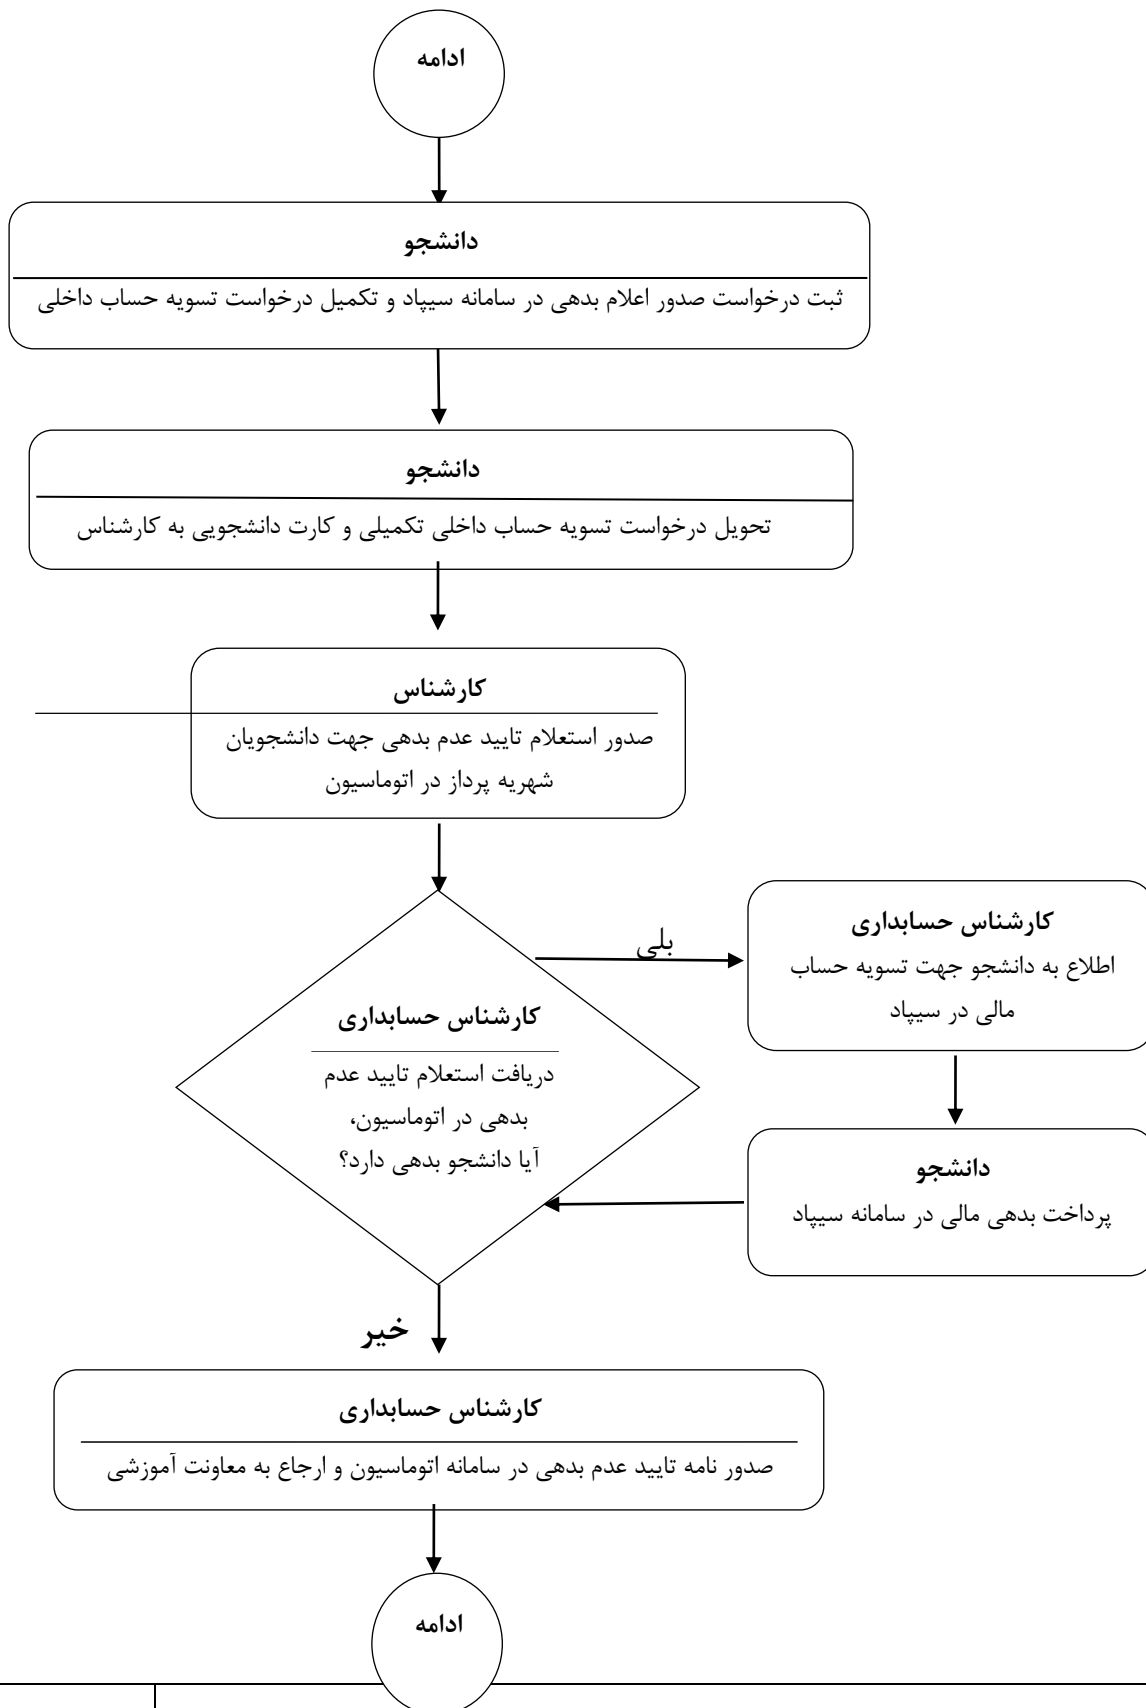 ادامه
دانشجو
ثبت درخواست صدور اعلام بدهی در سامانه سیپاد و تکمیل درخواست تسویه حساب داخلی
دانشجو
تحویل درخواست تسویه حساب داخلی تکمیلی و کارت دانشجویی به کارشناس
کارشناس
صدور استعلام تایید عدم بدهی جهت دانشجویان
شهریه پرداز در اتوماسیون
بلی
کارشناس حسابداری
اطلاع به دانشجو جهت تسویه حساب
مالی در سیپاد
کارشناس حسابداری
دریافت استعلام تایید عدم
بدهی در اتوماسیون،
آیا دانشجو بدهی دارد؟
دانشجو
پرداخت بدهی مالی در سامانه سیپاد
خیر
کارشناس حسابداری
صدور نامه تایید عدم بدهی در سامانه اتوماسیون و ارجاع به معاونت آموزشی
ادامه